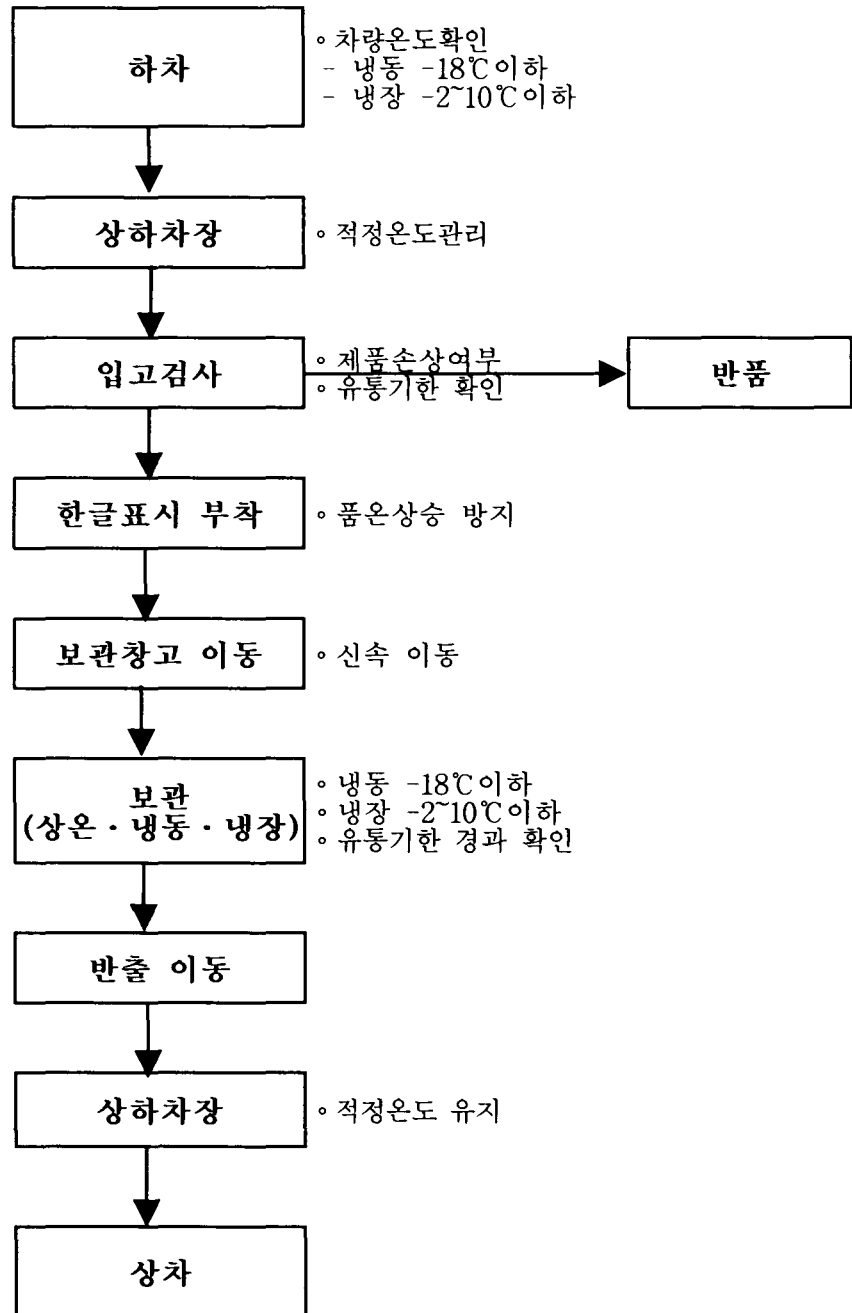 하차
◦ 차량온도확인
- 냉동 -18℃이하
- 냉장 -2~10℃이하
상하차장
◦ 적정온도관리
입고검사
◦ 제품손상여부
◦ 유통기한 확인
반품
한글표시 부착
◦ 품온상승 방지
보관창고 이동
◦ 신속 이동
보관
(상온·냉동·냉장)
◦ 냉동 -18℃이하
◦ 냉장 -2~10℃이하
◦ 유통기한 경과 확인
반출 이동
상하차장
◦ 적정온도 유지
상차